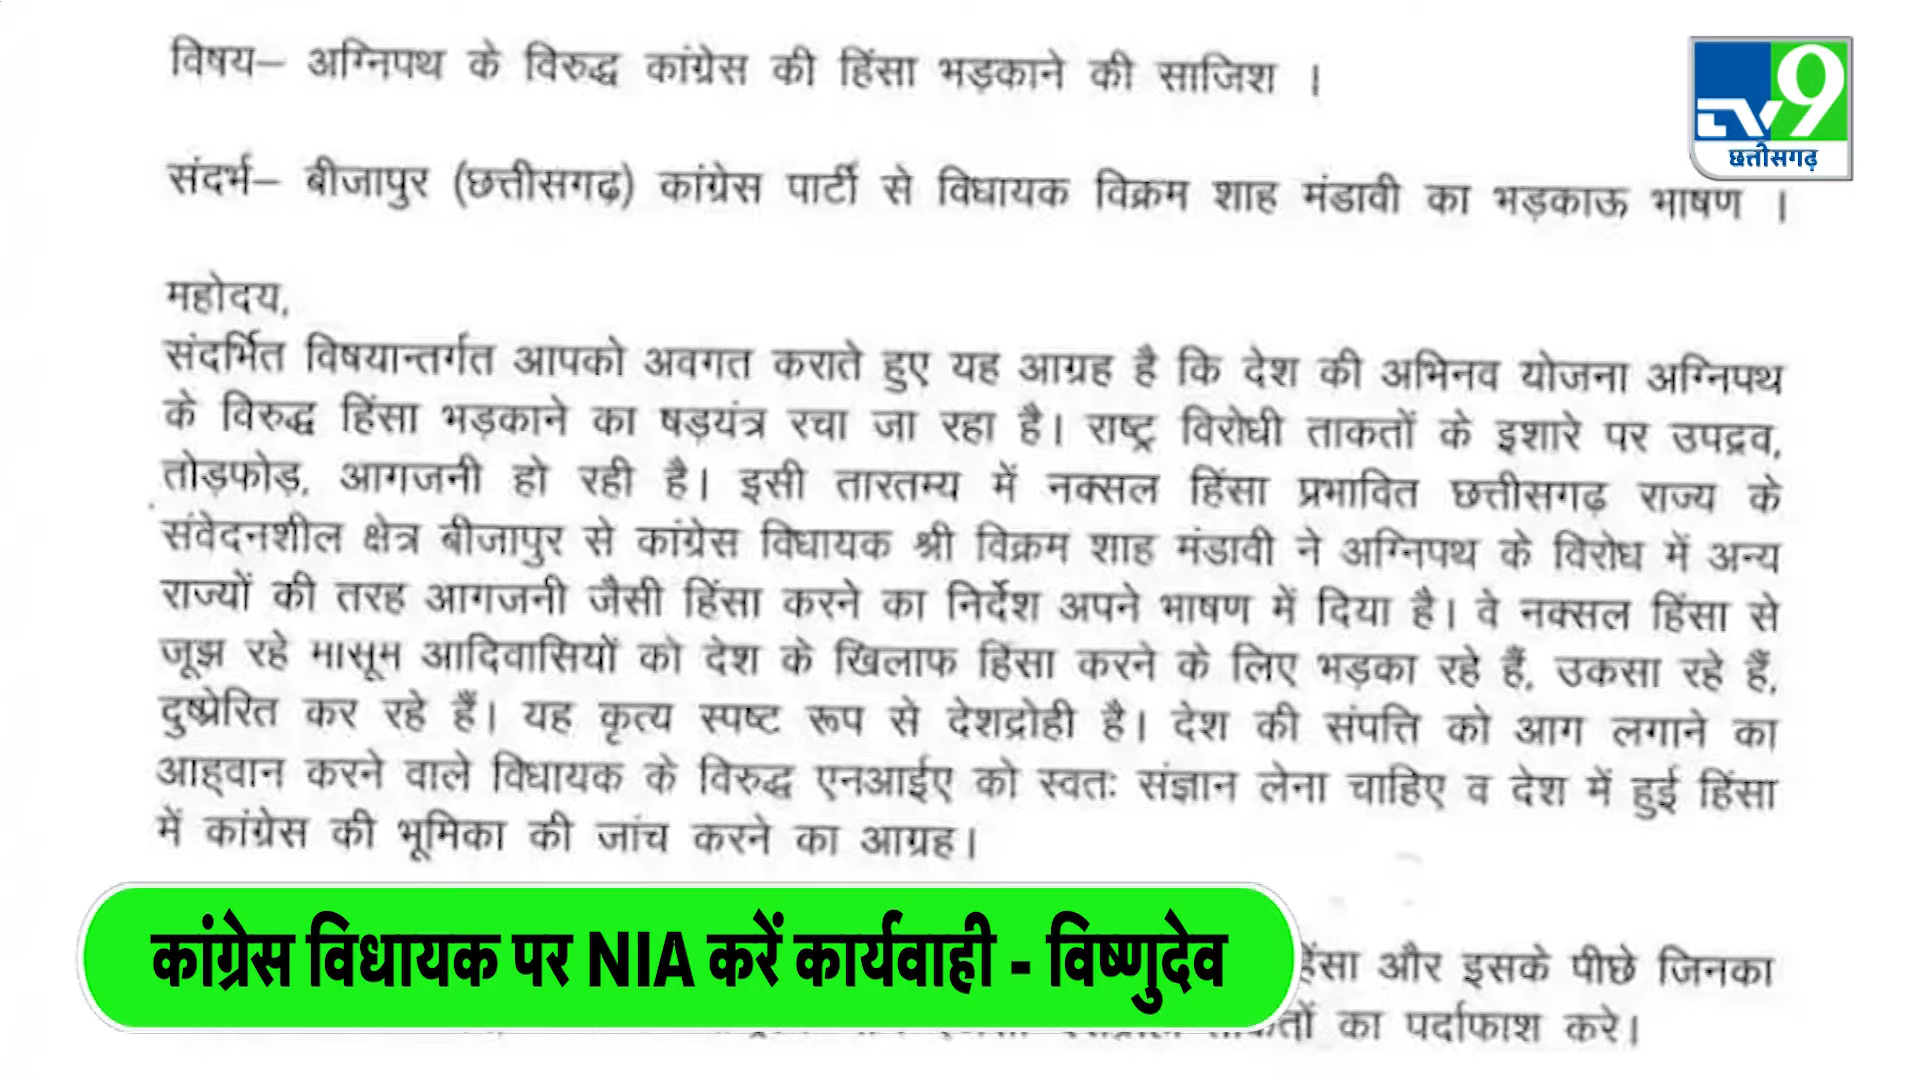 विषय– अग्निपथ के विरुद्ध कांग्रेस की हिंसा भड़काने की साजिश ।
TV9
छत्तीसगढ़
संदर्भ– बीजापुर (छत्तीसगढ़) कांग्रेस पार्टी से विधायक विक्रम शाह मंडावी का भड़काऊ भाषण ।
महोदय,
संदर्भित विषयान्तर्गत आपको अवगत कराते हुए यह आग्रह है कि देश की अभिनव योजना अग्निपथ
के विरुद्ध हिंसा भड़काने का षड़यंत्र रचा जा रहा है। राष्ट्र विरोधी ताकतों के इशारे पर उपद्रव,
तोड़फोड़, आगजनी हो रही है। इसी तारतम्य में नक्सल हिंसा प्रभावित छत्तीसगढ़ राज्य के
संवेदनशील क्षेत्र बीजापुर से कांग्रेस विधायक श्री विक्रम शाह मंडावी ने अग्निपथ के विरोध में अन्य
राज्यों की तरह आगजनी जैसी हिंसा करने का निर्देश अपने भाषण में दिया है। वे नक्सल हिंसा से
जूझ रहे मासूम आदिवासियों को देश के खिलाफ हिंसा करने के लिए भड़का रहे हैं, उकसा रहे हैं,
दुष्प्रेरित कर रहे हैं। यह कृत्य स्पष्ट रूप से देशद्रोही है। देश की संपत्ति को आग लगाने का
आह्वान करने वाले विधायक के विरुद्ध एनआईए को स्वतः संज्ञान लेना चाहिए व देश में हुई हिंसा
में कांग्रेस की भूमिका की जांच करने का आग्रह।
कांग्रेस विधायक पर NIA करें कार्यवाही - विष्णुदेव
और इसके पीछे जिनका
का पर्दाफाश करे।